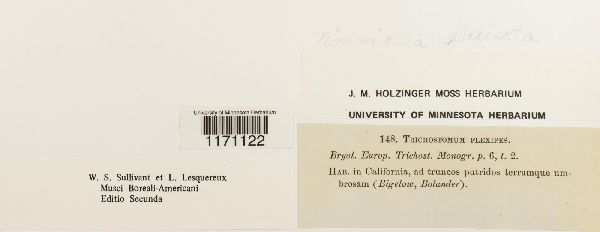 Timmiella flexiseta
J. M. HOLZINGER MOSS HERBARIUM
UNIVERSITY OF MINNESOTA HERBARIUM
University of Minnesota Herbarium
1171122
148. TRICHOSTOMUM FLEXIPES.
Bryol. Europ. Trichost. Monogr. p. 6, t. 2.
HAB. in California, ad truncos putridos terramque um-
brosam (Bigelow, Bolander).
W. S. Sullivant et L. Lesquereux
Musci Boreali-Americani
Editio Secunda